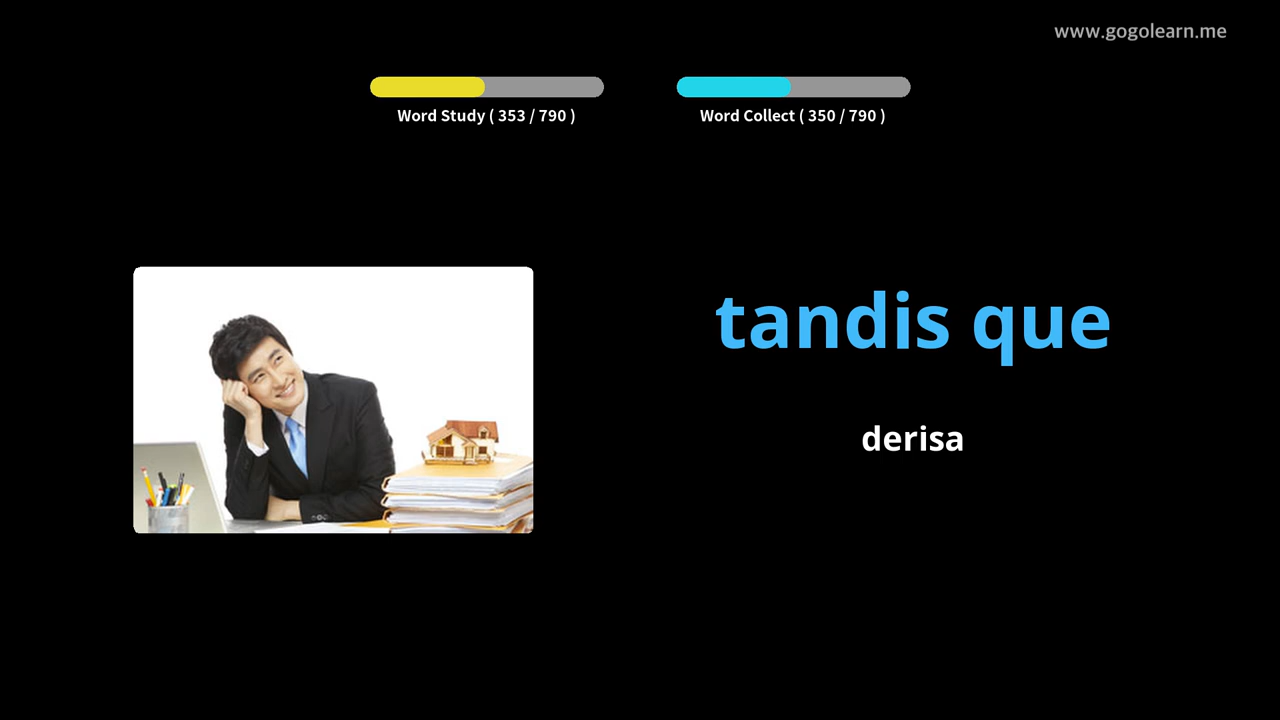 www.gogolearn.me
Word Study ( 353 / 790 )
Word Collect ( 350 / 790 )
tandis que
derisa